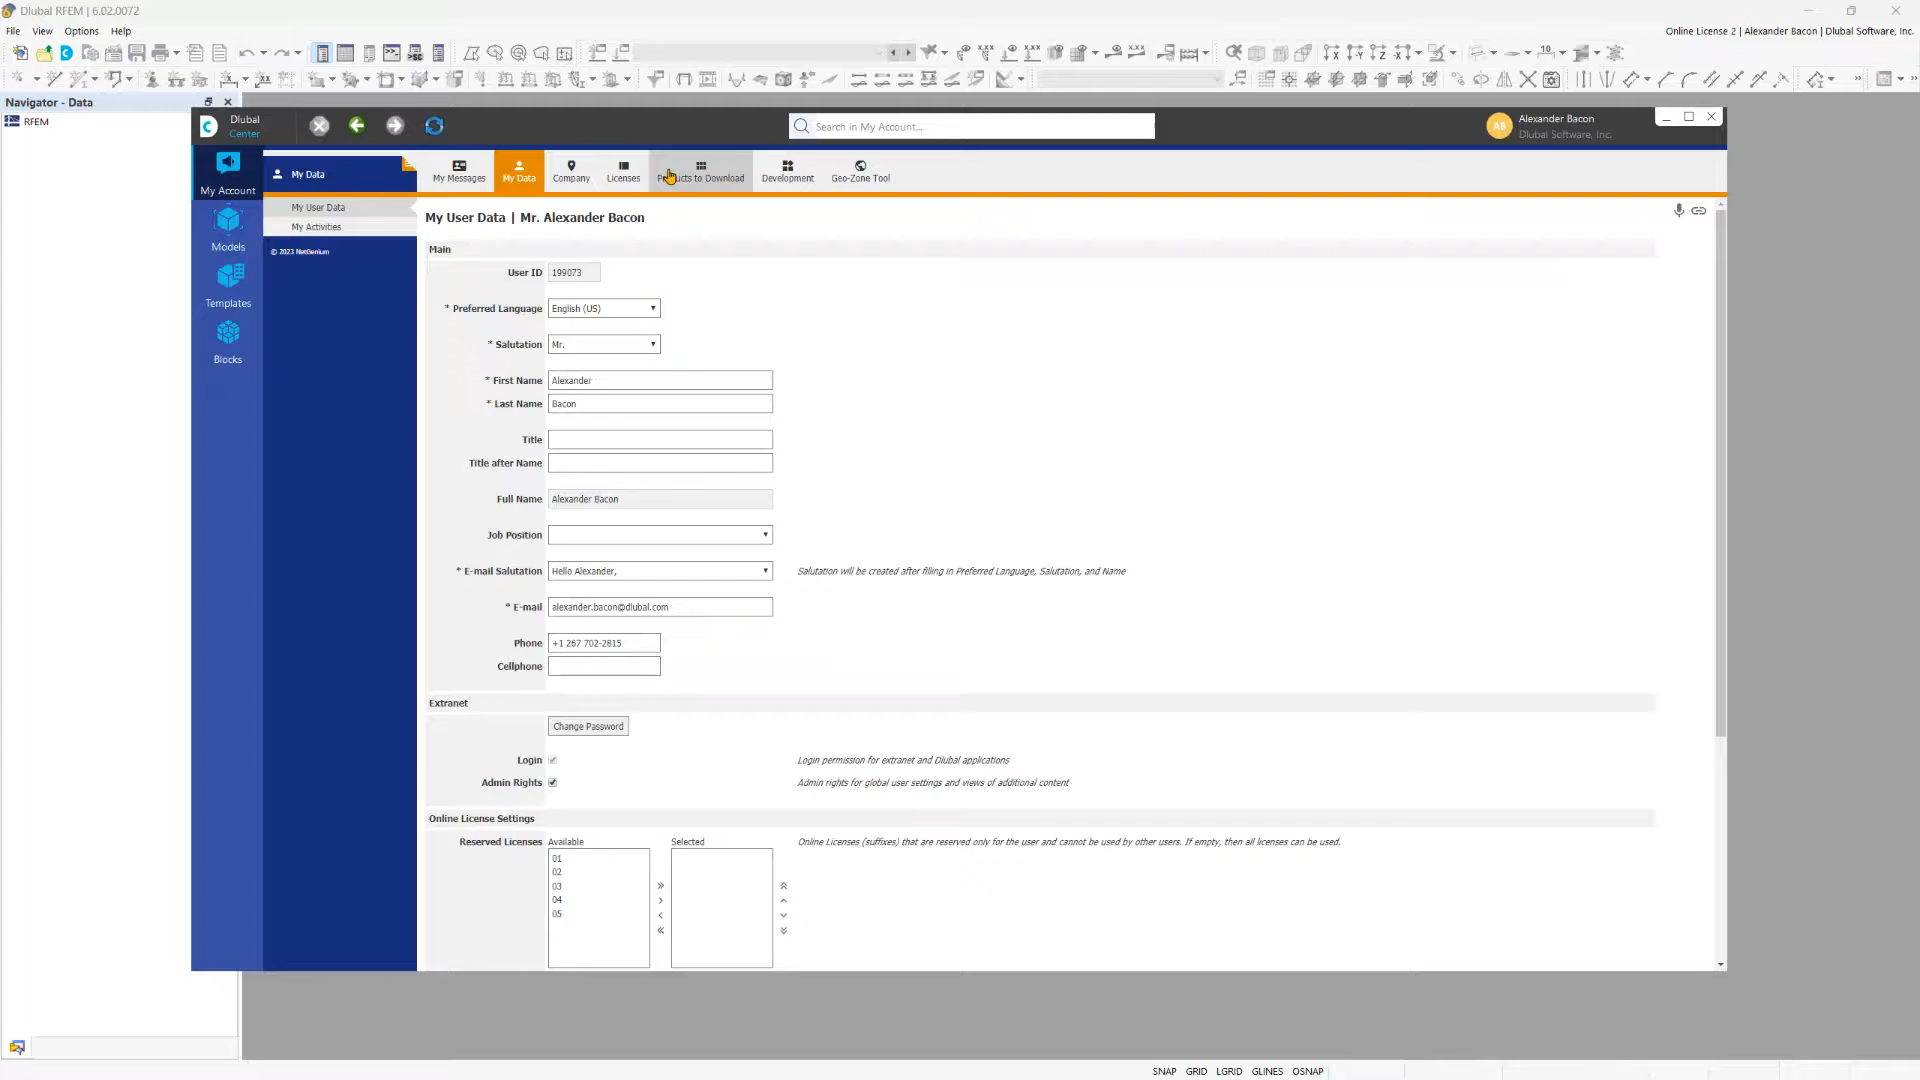 Dlubal RFEM | 6.02.0072
File View Options Help
Online License 2 | Alexander Bacon | Dlubal Software, Inc.
Navigator - Data
RFEM
Dlubal
Center
Search in My Account...
AB
Alexander Bacon
Dlubal Software, Inc.
My Account
Models
Templates
Blocks
My Data
My User Data
My Activities
© 2023 NetGenium
My Messages My Data Company Licenses to Download Development Geo-Zone Tool
My User Data | Mr. Alexander Bacon
Main
User ID 199073
* Preferred Language English (US)
* Salutation Mr.
* First Name Alexander
* Last Name Bacon
Title
Title after Name
Full Name Alexander Bacon
Job Position
* E-mail Salutation Hello Alexander, Salutation will be created after filling in Preferred Language, Salutation, and Name
* E-mail alexander.bacon@dlubal.com
Phone +1 267 702-2815
Cellphone
Extranet
Change Password
Login Login permission for extranet and Dlubal applications
Admin Rights Admin rights for global user settings and views of additional content
Online License Settings
Reserved Licenses Available Selected Online Licenses (suffixes) that are reserved only for the user and cannot be used by other users. If empty, then all licenses can be used.
01
02
03
04
05
SNAP GRID LGRID GLINES OSNAP